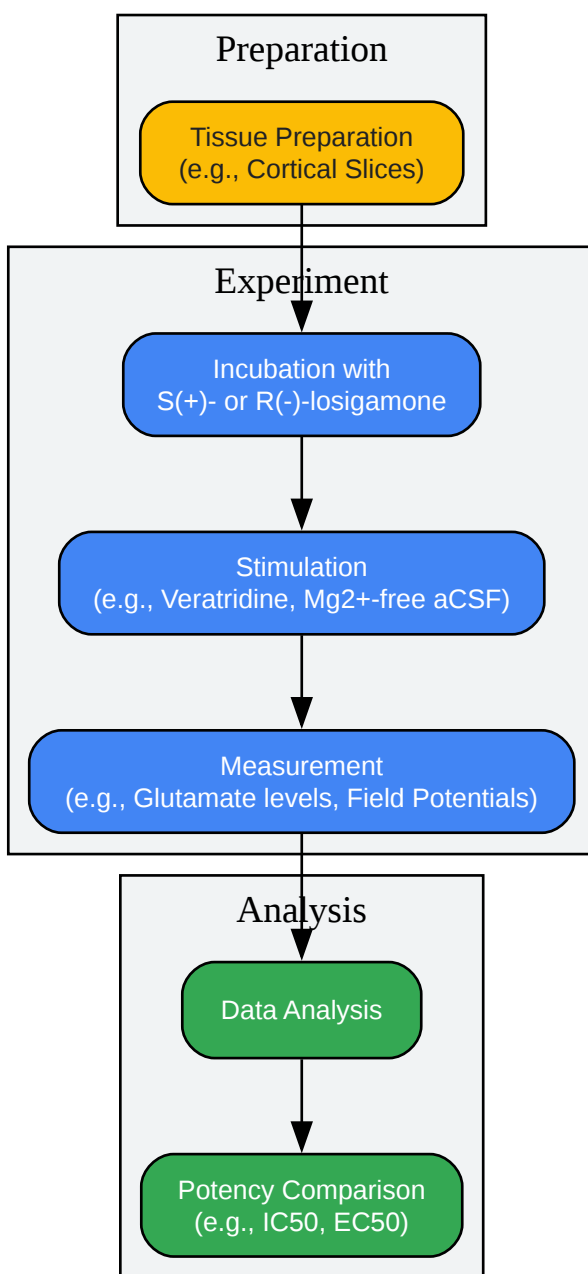 Preparation
Tissue Preparation
(e.g., Cortical Slices)
Experiment
Incubation with
S(+)- or R(-)-losigamone
Stimulation
(e.g., Veratridine, Mg2+-free aCSF)
Measurement
(e.g., Glutamate levels, Field Potentials)
Analysis
Data Analysis
Potency Comparison
(e.g., IC50, EC50)